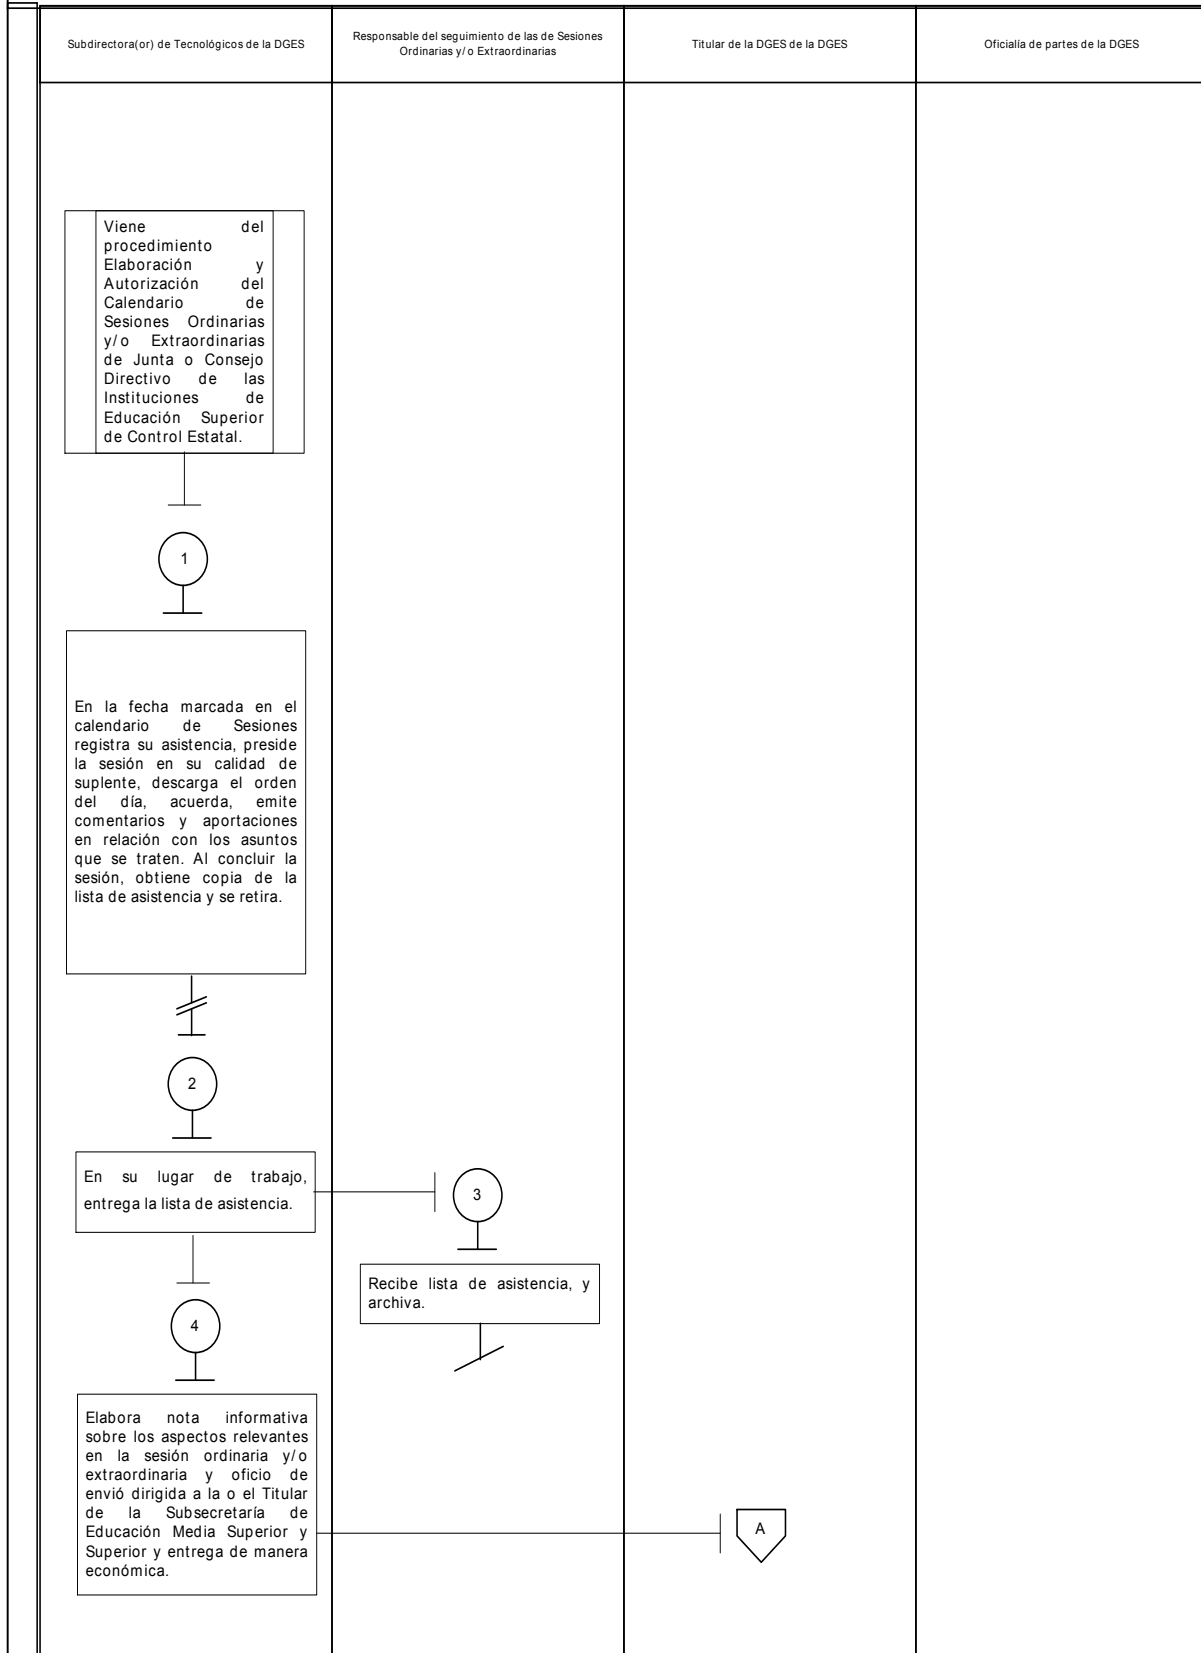 Subdirectora(or) de Tecnológicos de la DGES
Responsable del seguimiento de las de Sesiones
Ordinarias y/o Extraordinarias
Titular de la DGES de la DGES
Oficialía de partes de la DGES
Viene del
procedimiento
Elaboración y
Autorización del
Calendario de
Sesiones Ordinarias
y/o Extraordinarias
de Junta o Consejo
Directivo de las
Instituciones de
Educación Superior
de Control Estatal.
1
En la fecha marcada en el
calendario de Sesiones
registra su asistencia, preside
la sesión en su calidad de
suplente, descarga el orden
del día, acuerda, emite
comentarios y aportaciones
en relación con los asuntos
que se traten. Al concluir la
sesión, obtiene copia de la
lista de asistencia y se retira.
2
En su lugar de trabajo,
entrega la lista de asistencia.
3
Recibe lista de asistencia, y
archiva.
4
Elabora nota informativa
sobre los aspectos relevantes
en la sesión ordinaria y/o
extraordinaria y oficio de
envió dirigida a la o el Titular
de la Subsecretaría de
Educación Media Superior y
Superior y entrega de manera
económica.
A